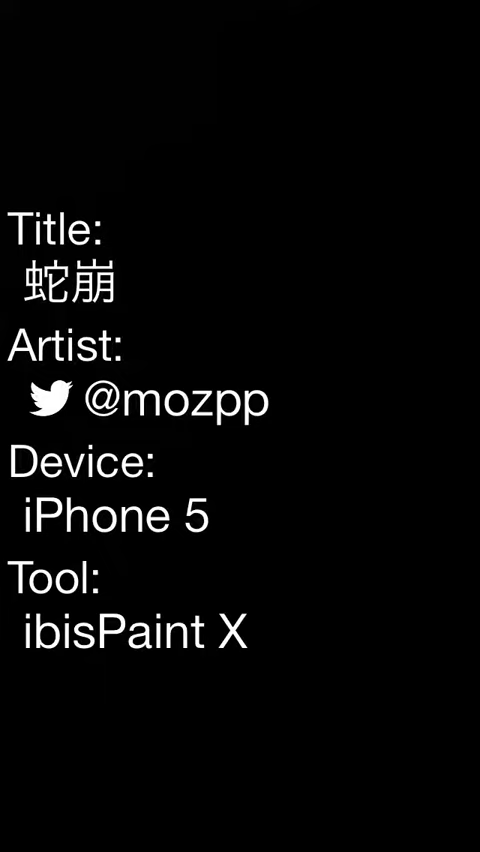 Title:
蛇崩
Artist:
@mozpp
Device:
iPhone 5
Tool:
ibisPaint X